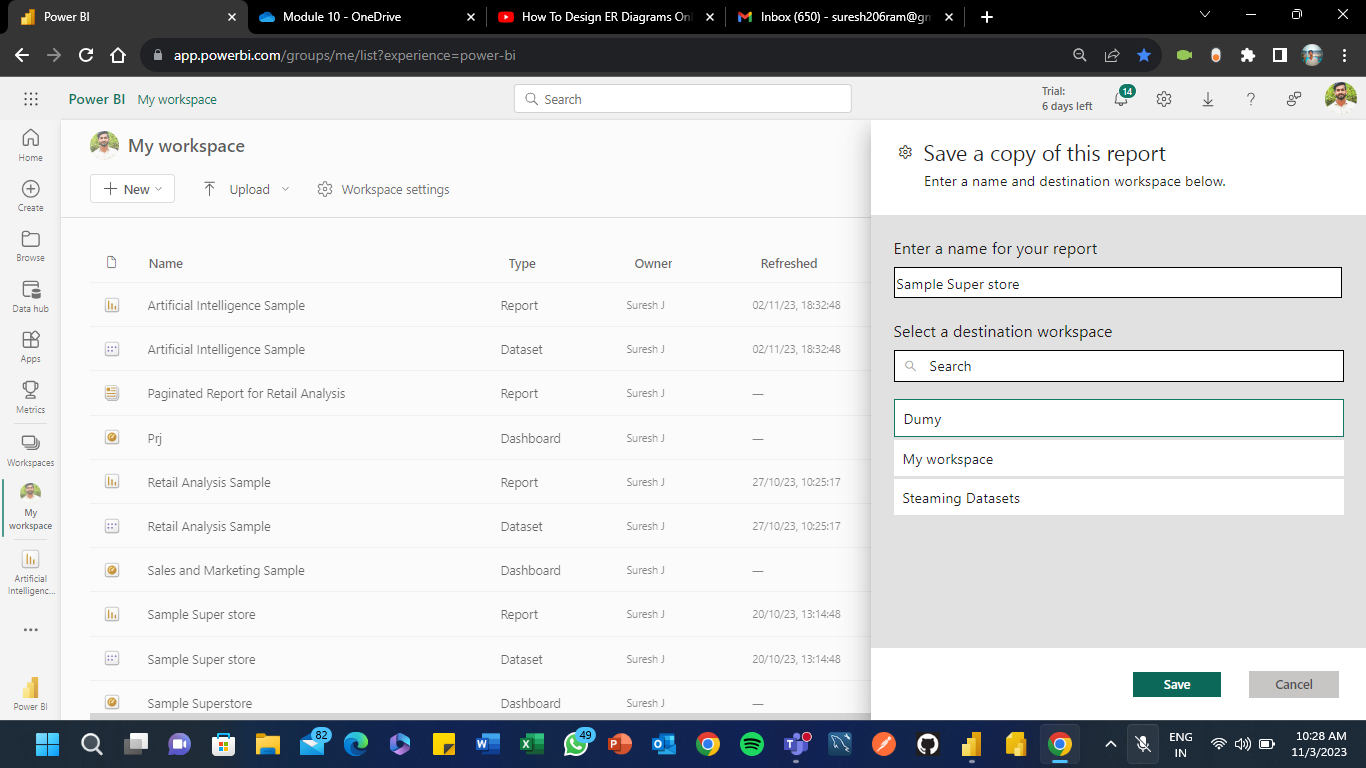 Power BI
Module 10 - OneDrive
How To Design ER Diagrams Onl
Inbox (650) - suresh206ram@gm
app.powerbi.com/groups/me/list?experience=power-bi
Power BI My workspace
Search
Trial:
6 days left
14
Home
Create
Browse
Data hub
Apps
Metrics
Workspaces
My
workspace
Artificial
Intelligenc...
Power BI
My workspace
New
Upload
Workspace settings
Name Type Owner Refreshed
Artificial Intelligence Sample Report Suresh J 02/11/23, 18:32:48
Artificial Intelligence Sample Dataset Suresh J 02/11/23, 18:32:48
Paginated Report for Retail Analysis Report Suresh J —
Prj Dashboard Suresh J —
Retail Analysis Sample Report Suresh J 27/10/23, 10:25:17
Retail Analysis Sample Dataset Suresh J 27/10/23, 10:25:17
Sales and Marketing Sample Dashboard Suresh J —
Sample Super store Report Suresh J 20/10/23, 13:14:48
Sample Super store Dataset Suresh J 20/10/23, 13:14:48
Sample Superstore Dashboard Suresh J —
Save a copy of this report
Enter a name and destination workspace below.
Enter a name for your report
Sample Super store
Select a destination workspace
Search
Dumy
My workspace
Steaming Datasets
Save
Cancel
82
49
ENG
IN
10:28 AM
11/3/2023